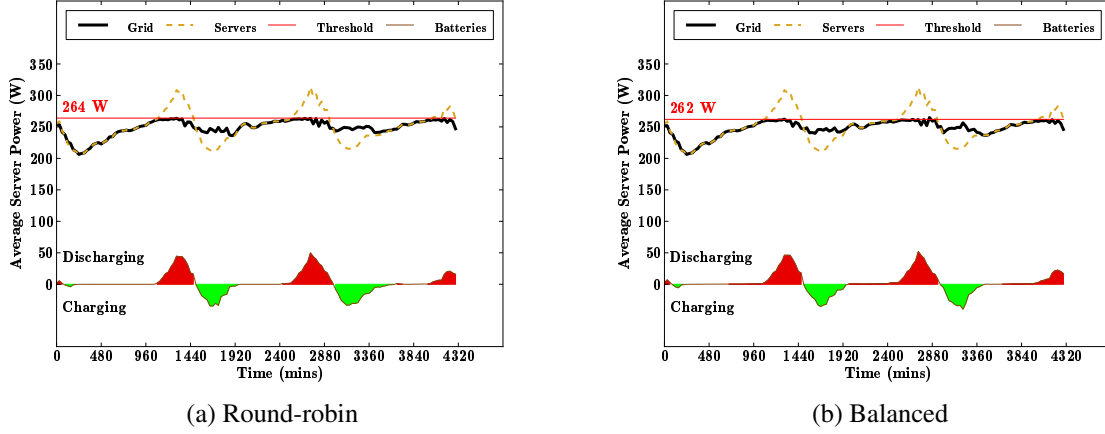 Grid Servers Threshold Batteries
Average Server Power (W)
350
300
250
200
150
100
50
0
264 W
Discharging
Charging
0 480 960 1440 1920 2400 2880 3360 3840 4320
Time (mins)
(a) Round-robin
Grid Servers Threshold Batteries
Average Server Power (W)
350
300
250
200
150
100
50
0
262 W
Discharging
Charging
0 480 960 1440 1920 2400 2880 3360 3840 4320
Time (mins)
(b) Balanced